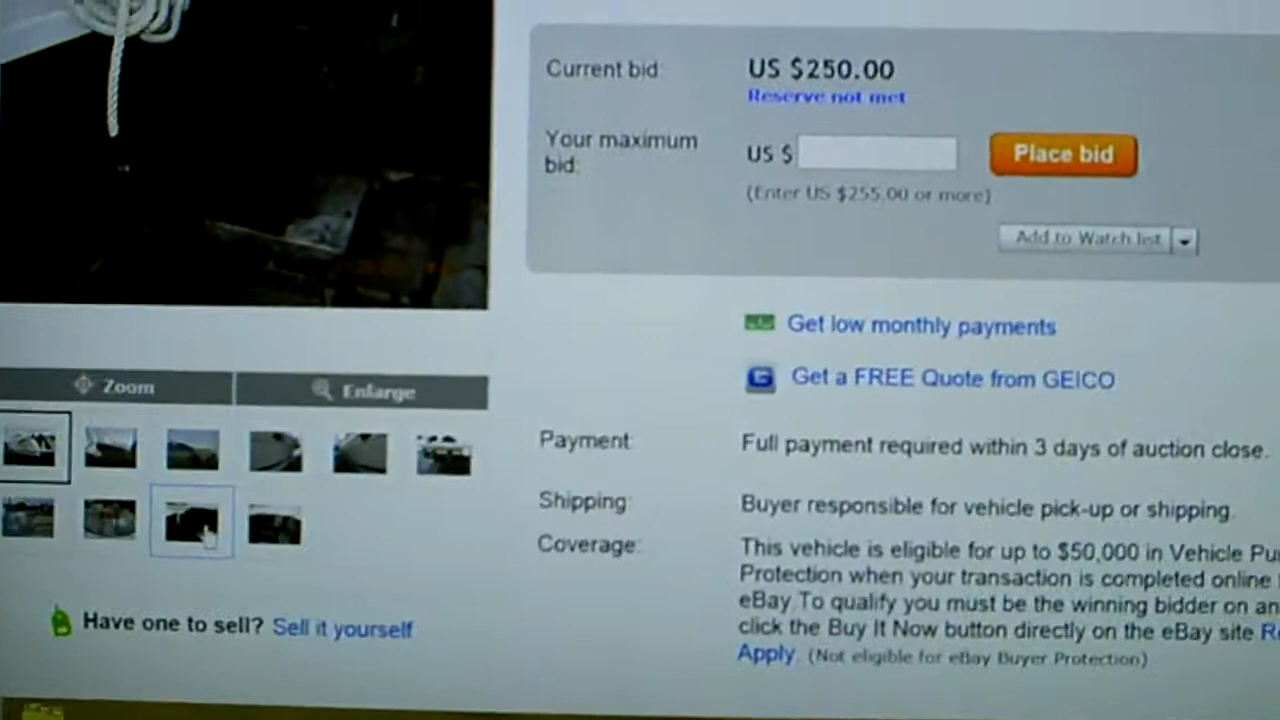 Current bid:
US $250.00
Reserve not met
Your maximum
bid:
US $
Place bid
(Enter US $255.00 or more)
Add to Watch list
Get low monthly payments
G
Get a FREE Quote from GEICO
Zoom
Enlarge
Payment:
Full payment required within 3 days of auction close.
Shipping:
Buyer responsible for vehicle pick-up or shipping.
Coverage:
This vehicle is eligible for up to $50,000 in Vehicle Pu
Protection when your transaction is completed online
eBay.To qualify you must be the winning bidder on an
click the Buy It Now button directly on the eBay site R
Apply. (Not eligible for eBay Buyer Protection)
Have one to sell? Sell it yourself